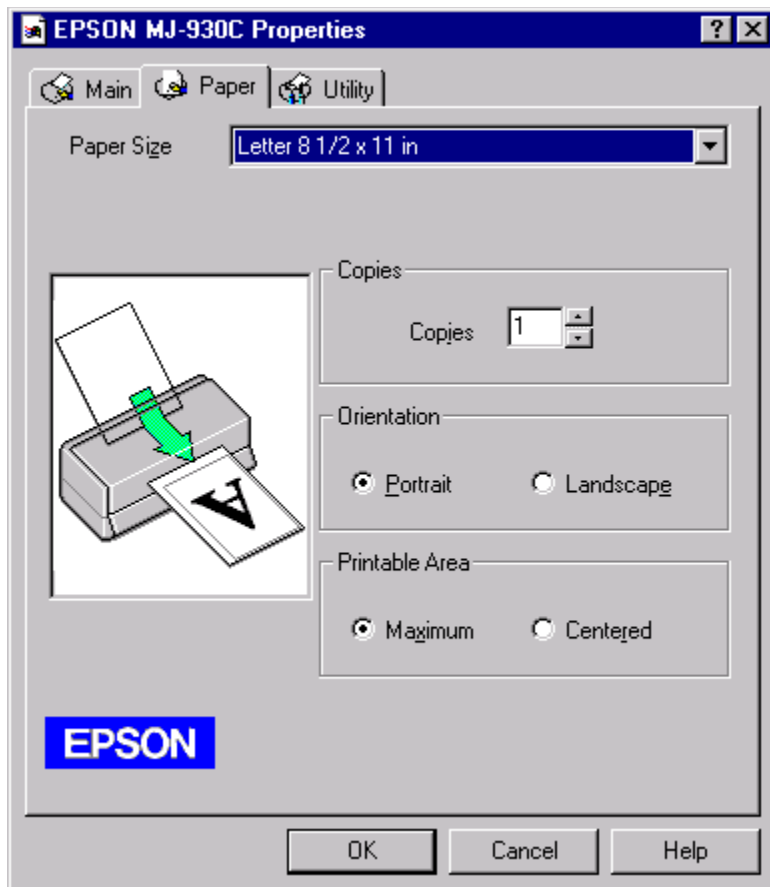 EPSON MJ-930C Properties
Main Paper Utility
Paper Size Letter 8 1/2 x 11 in
Copies
Copies 1
Orientation
Portrait Landscape
Printable Area
Maximum Centered
A
EPSON
OK Cancel Help